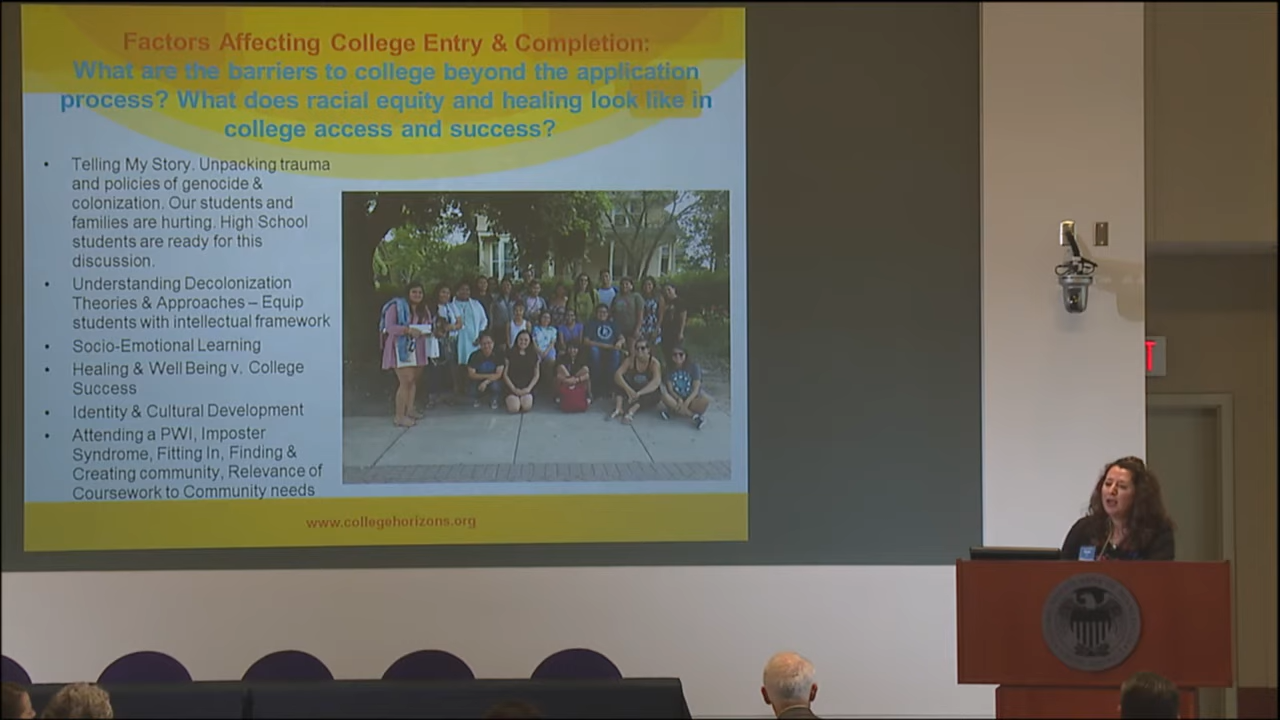 Factors Affecting College Entry & Completion:
What are the barriers to college beyond the application
process? What does racial equity and healing look like in
college access and success?
• Telling My Story. Unpacking trauma
and policies of genocide &
colonization. Our students and
families are hurting. High School
students are ready for this
discussion.
• Understanding Decolonization
Theories & Approaches – Equip
students with intellectual framework
• Socio-Emotional Learning
• Healing & Well Being v. College
Success
• Identity & Cultural Development
• Attending a PWI, Imposter
Syndrome, Fitting In, Finding &
Creating community, Relevance of
Coursework to Community needs
www.collegehorizons.org